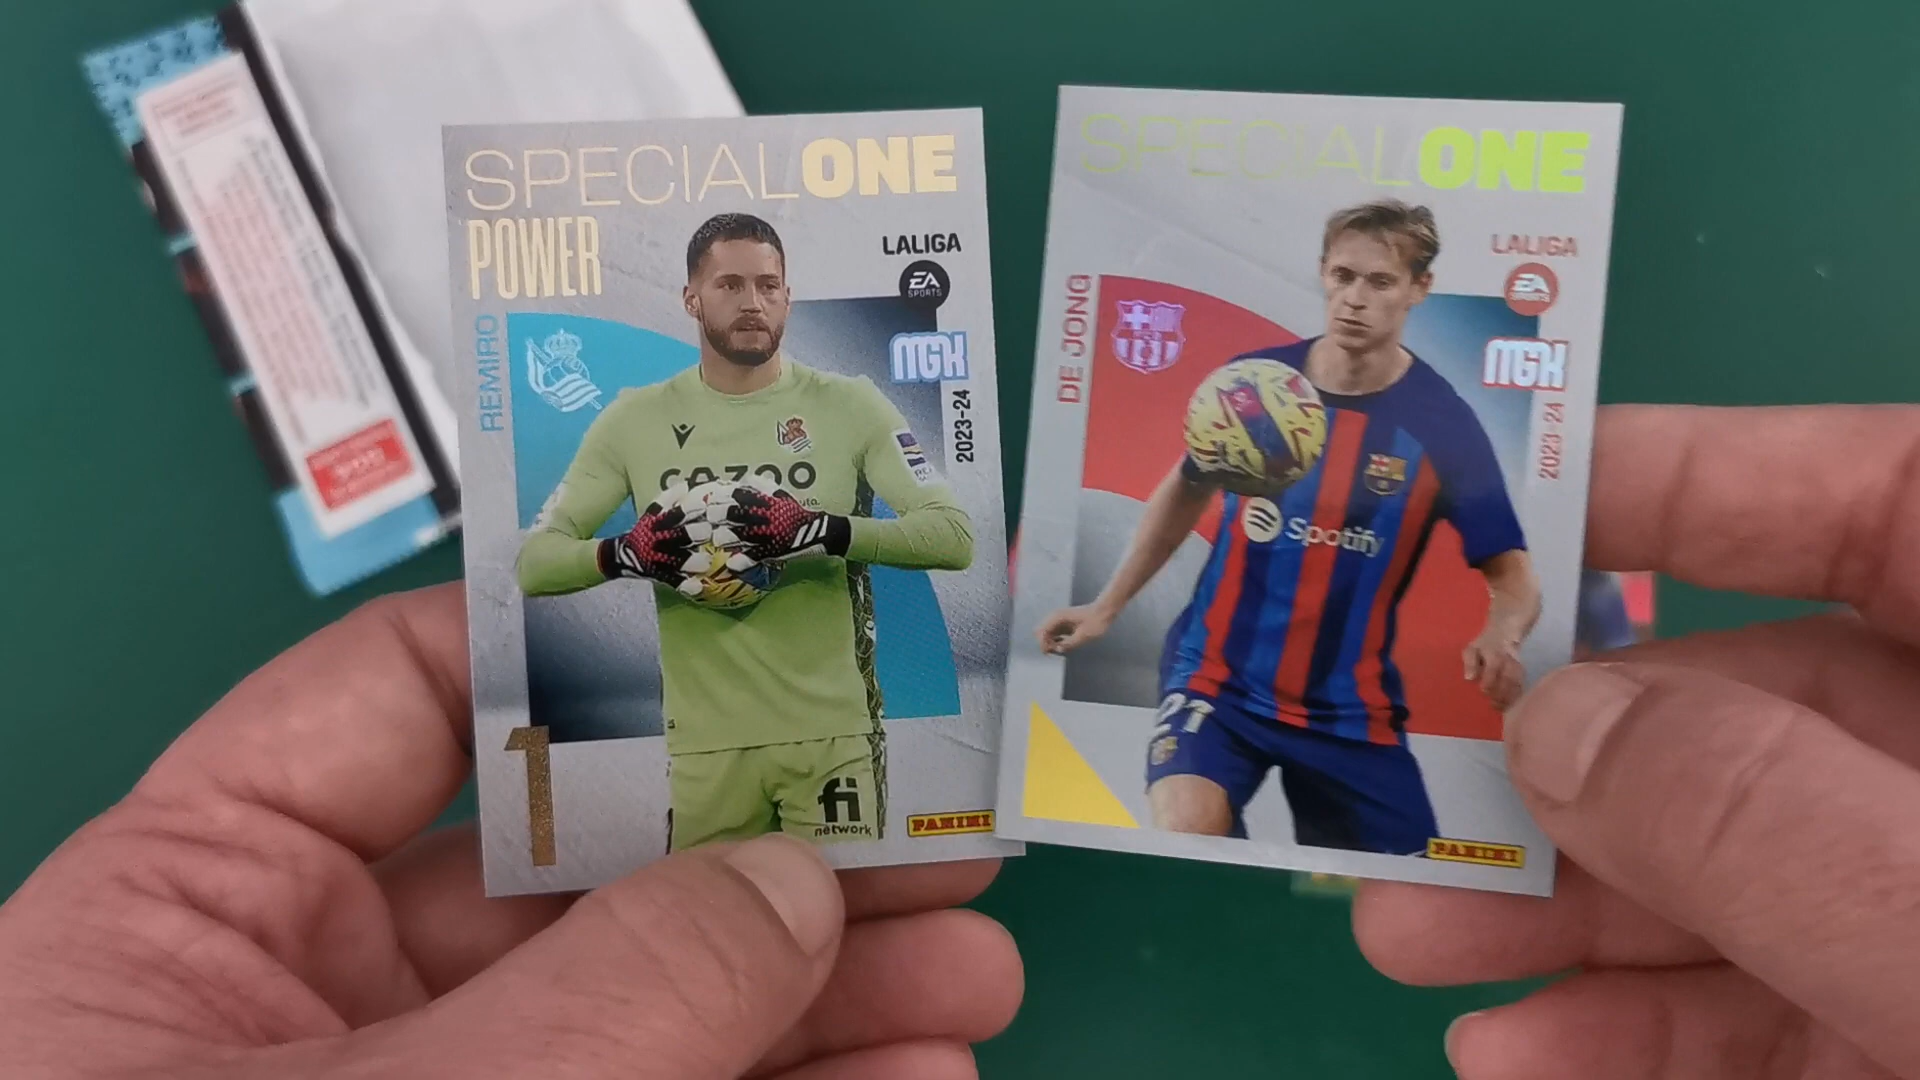 SPECIALONE
POWER
REMIRO
LALIGA
EA
SPORTS
MGK
2023-24
CAZOO
1
fi
network
PANINI
SPECIALONE
DE JONG
LALIGA
EA
SPORTS
MGK
2023-24
Spotify
21
PANINI